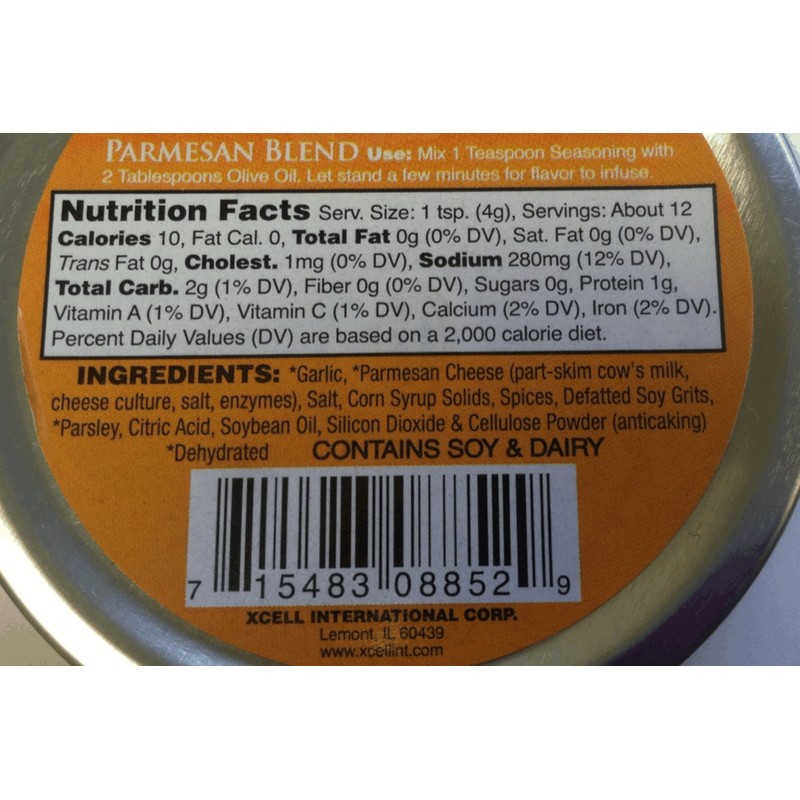 PARMESAN BLEND Use: Mix 1 Teaspoon Seasoning with
2 Tablespoons Olive Oil. Let stand a few minutes for flavor to infuse.
Nutrition Facts Serv. Size: 1 tsp. (4g), Servings: About 12
Calories 10, Fat Cal. 0, Total Fat 0g (0% DV), Sat. Fat 0g (0% DV),
Trans Fat 0g, Cholest. 1mg (0% DV), Sodium 280mg (12% DV),
Total Carb. 2g (1% DV), Fiber 0g (0% DV), Sugars 0g, Protein 1g,
Vitamin A (1% DV), Vitamin C (1% DV), Calcium (2% DV), Iron (2% DV).
Percent Daily Values (DV) are based on a 2,000 calorie diet.
INGREDIENTS: *Garlic, *Parmesan Cheese (part-skim cow's milk,
cheese culture, salt, enzymes), Salt, Corn Syrup Solids, Spices, Defatted Soy Grits,
*Parsley, Citric Acid, Soybean Oil, Silicon Dioxide & Cellulose Powder (anticaking)
*Dehydrated CONTAINS SOY & DAIRY
7 15483 08852 9
XCELL INTERNATIONAL CORP.
Lemont, IL 60439
www.xcellint.com